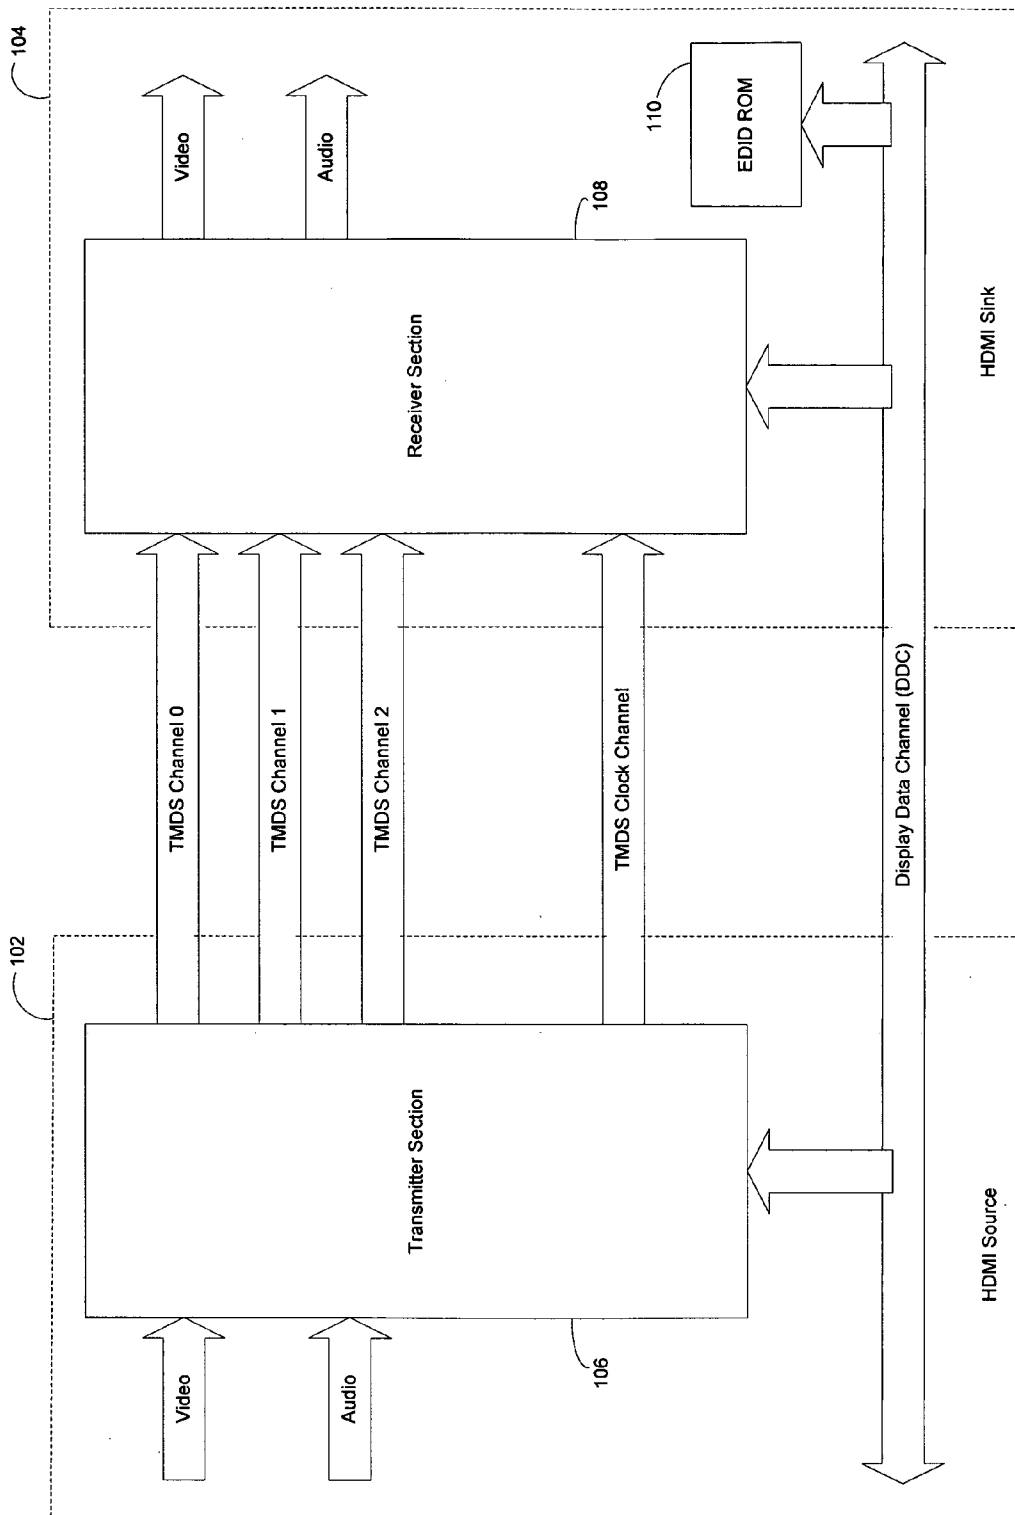 102
104
Video
Audio
Transmitter Section
106
TMDS Channel 0
TMDS Channel 1
TMDS Channel 2
TMDS Clock Channel
Receiver Section
108
Video
Audio
EDID ROM
110
Display Data Channel (DDC)
HDMI Source
HDMI Sink